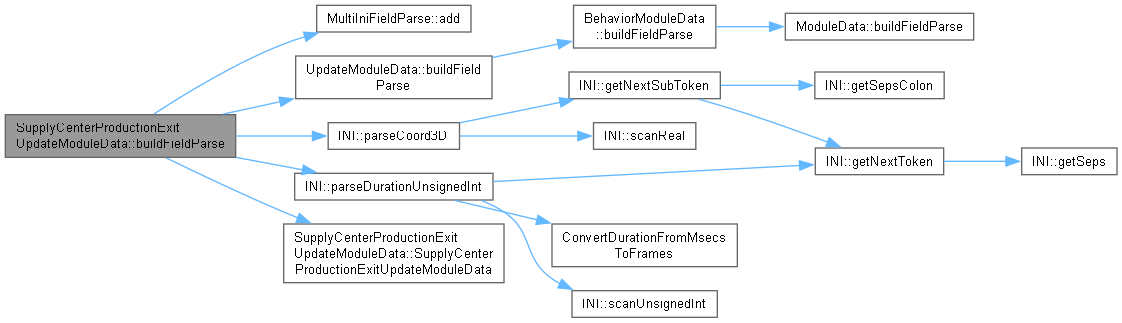 SupplyCenterProductionExit
UpdateModuleData::buildFieldParse
MultiIniFieldParse::add
UpdateModuleData::buildField
Parse
BehaviorModuleData
::buildFieldParse
ModuleData::buildFieldParse
INI::parseCoord3D
INI::getNextSubToken
INI::getSepsColon
INI::scanReal
INI::getNextToken
INI::getSeps
INI::parseDurationUnsignedInt
ConvertDurationFromMsecs
ToFrames
INI::scanUnsignedInt
SupplyCenterProductionExit
UpdateModuleData::SupplyCenter
ProductionExitUpdateModuleData